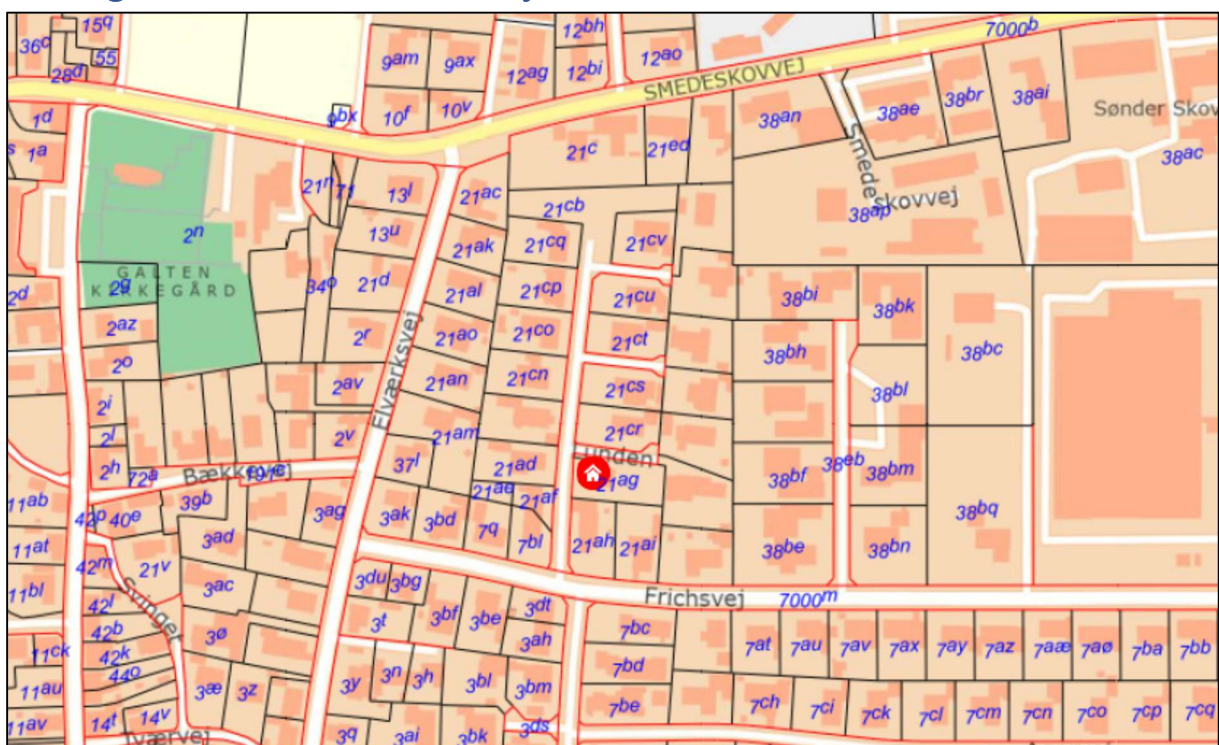 15q
12bh
7000b
36c
55
9am
9ax
12ag
12bi
12ao
28d
SMEDESKOVVEJ
38ae
38br
38ai
Sønder Skov
1d
9bx
10f
10v
38an
Smedeskovvej
38ac
1a
21c
21ed
21n
71
13l
21ac
21cb
38ap
2n
13u
21ak
21cq
21cv
GALTEN
KIRKEGÅRD
2d
2g
34o
21d
21al
21cp
21cu
38bi
38bk
2az
2r
21ao
21co
21ct
38bh
38bc
2o
Elværksvej
2av
21an
21cn
21cs
38bl
2i
2l
2v
21am
21cr
Lunden
2h
72a
Bækkevej
37l
21ad
21ag
38bf
38eb
38bm
11ab
42p
40e
39b
3ag
21ae
21af
38bq
3ak
3bd
7q
7bl
21ah
21ai
38be
38bn
11at
3ad
42m
21v
11bl
3ac
3du
3bg
Frichsvej
7000m
42l
Svinget
3t
3bf
3be
3dt
42b
3ø
3ah
7bc
7at
7au
7av
7ax
7ay
7az
7aæ
7aø
7ba
7bb
11ck
42k
44o
3n
3h
7bd
11au
3æ
3z
3y
3bl
3bm
7be
7ch
7ci
7ck
7cl
7cm
7cn
7co
7cp
7cq
11av
14t
14v
Tværvej
3q
3ai
3bk
3ds